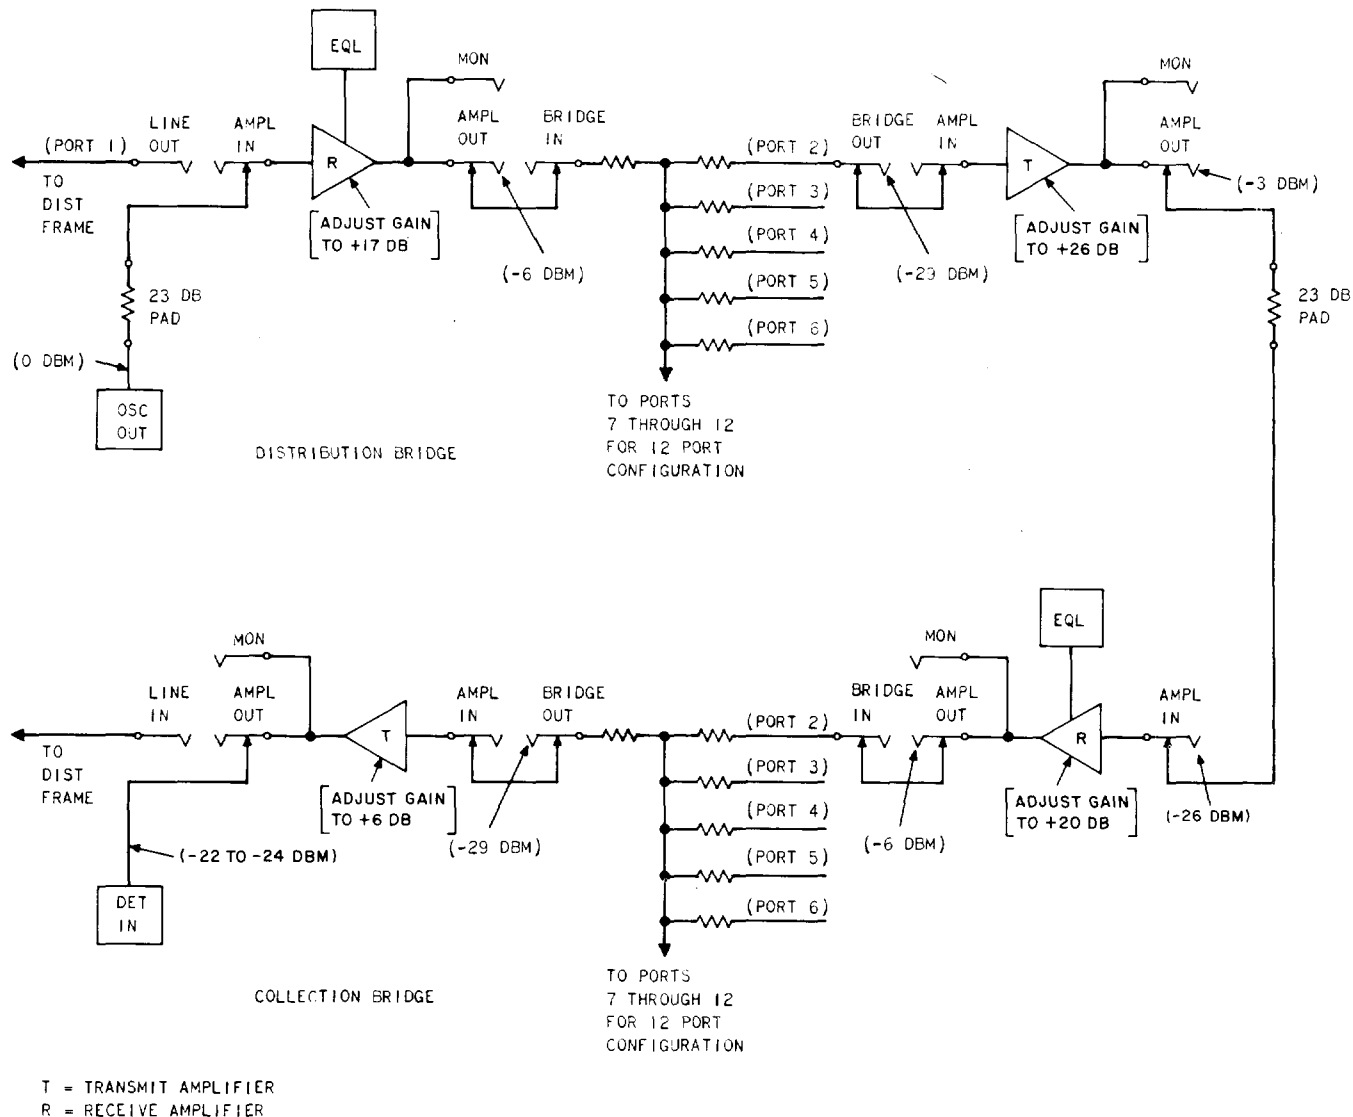 EQL
MON
(PORT 1)
LINE
OUT
AMPL
IN
R
AMPL
OUT
BRIDGE
IN
TO
DIST
FRAME
[ADJUST GAIN
TO +17 DB]
(-6 DBM)
23 DB
PAD
(0 DBM)
OSC
OUT
DISTRIBUTION BRIDGE
(PORT 2)
(PORT 3)
(PORT 4)
(PORT 5)
(PORT 6)
TO PORTS
7 THROUGH 12
FOR 12 PORT
CONFIGURATION
BRIDGE
OUT
AMPL
IN
T
MON
AMPL
OUT
(-3 DBM)
[ADJUST GAIN
TO +26 DB]
(-29 DBM)
23 DB
PAD
MON
LINE
IN
AMPL
OUT
T
AMPL
IN
BRIDGE
OUT
TO
DIST
FRAME
[ADJUST GAIN
TO +6 DB]
(-22 TO -24 DBM)
(-29 DBM)
DET
IN
COLLECTION BRIDGE
(PORT 2)
(PORT 3)
(PORT 4)
(PORT 5)
(PORT 6)
TO PORTS
7 THROUGH 12
FOR 12 PORT
CONFIGURATION
MON
EQL
BRIDGE
IN
AMPL
OUT
R
AMPL
IN
[ADJUST GAIN
TO +20 DB]
(-6 DBM)
(-26 DBM)
T = TRANSMIT AMPLIFIER
R = RECEIVE AMPLIFIER